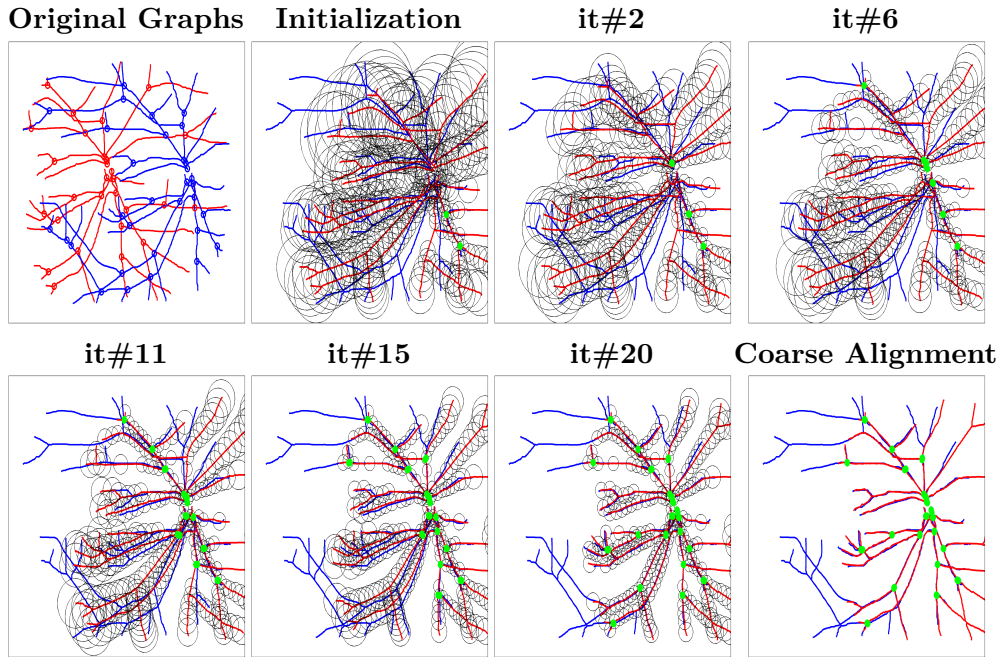 Original Graphs
Initialization
it#2
it#6
it#11
it#15
it#20
Coarse Alignment